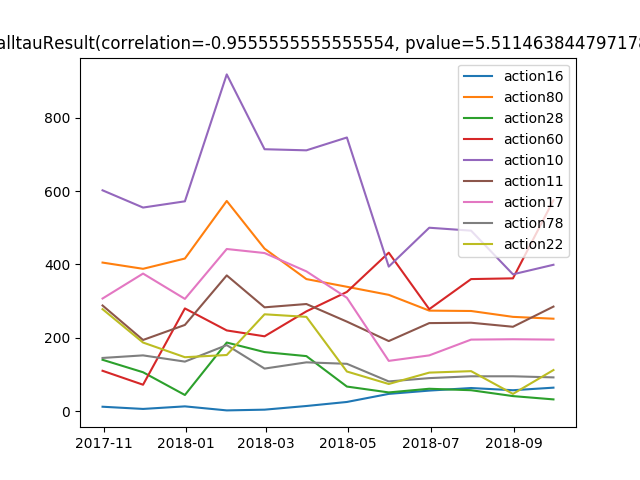 alltauResult(correlation=-0.9555555555555554, pvalue=5.511463844797178
action16
action80
action28
action60
action10
action11
action17
action78
action22
800
600
400
200
0
2017-11 2018-01 2018-03 2018-05 2018-07 2018-09